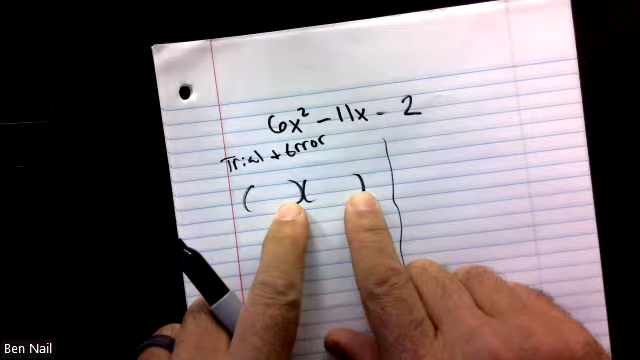 6x² - 11x - 2
Trial + Error
( )( )
Ben Nail